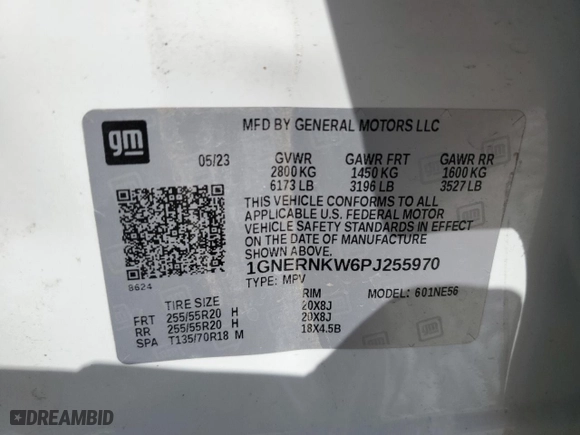 gm
MFD BY GENERAL MOTORS LLC
05/23 GVWR GAWR FRT GAWR RR
2800 KG 1450 KG 1600 KG
6173 LB 3196 LB 3527 LB
THIS VEHICLE CONFORMS TO ALL
APPLICABLE U.S. FEDERAL MOTOR
VEHICLE SAFETY STANDARDS IN EFFECT
ON THE DATE OF MANUFACTURE
SHOWN ABOVE.
8624
1GNERNKW6PJ255970
TYPE: MPV MODEL: 601NE56
TIRE SIZE RIM
FRT 255/55R20 H 20X8J
RR 255/55R20 H 20X8J
SPA T135/70R18 M 18X4.5B
DREAMBID